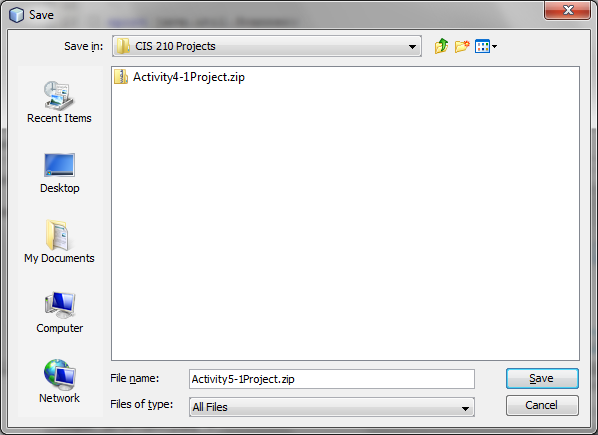 Save
Save in: CIS 210 Projects
Activity4-1Project.zip
Recent Items
Desktop
My Documents
Computer
Network
File name: Activity5-1Project.zip Save
Files of type: All Files Cancel